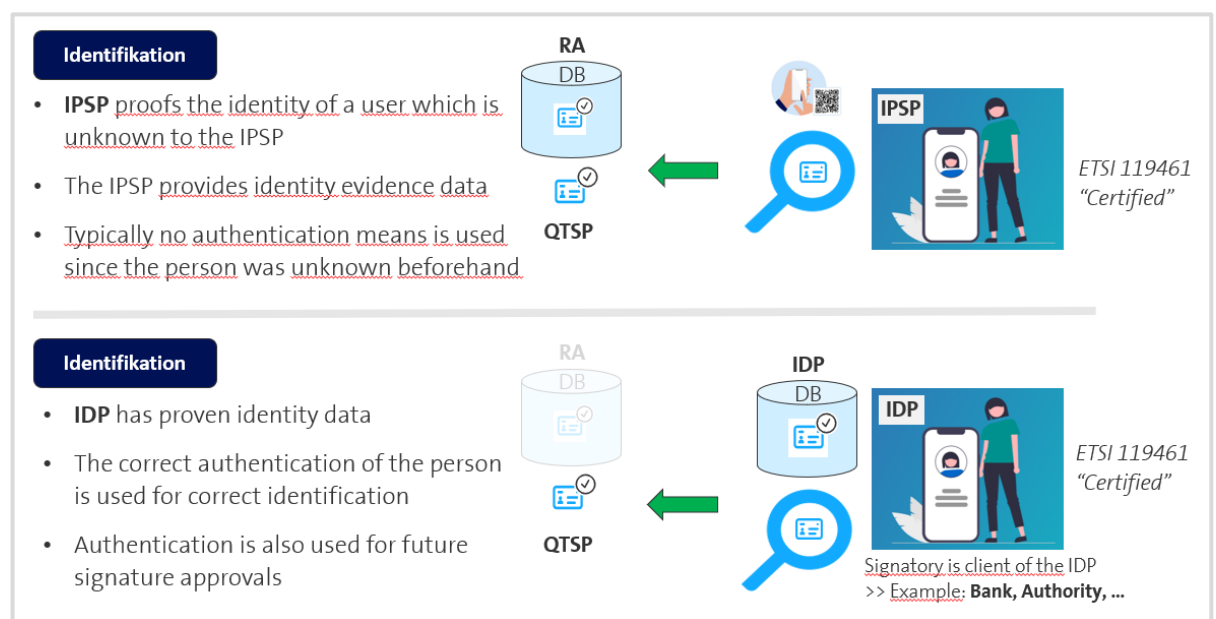 Identifikation
• IPSP proofs the identity of a user which is
unknown to the IPSP
• The IPSP provides identity evidence data
• Typically no authentication means is used
since the person was unknown beforehand
RA
DB
QTSP
IPSP
ETSI 119461
“Certified”
Identifikation
• IDP has proven identity data
• The correct authentication of the person
is used for correct identification
• Authentication is also used for future
signature approvals
RA
DB
QTSP
IDP
DB
IDP
ETSI 119461
“Certified”
Signatory is client of the IDP
>> Example: Bank, Authority, ...